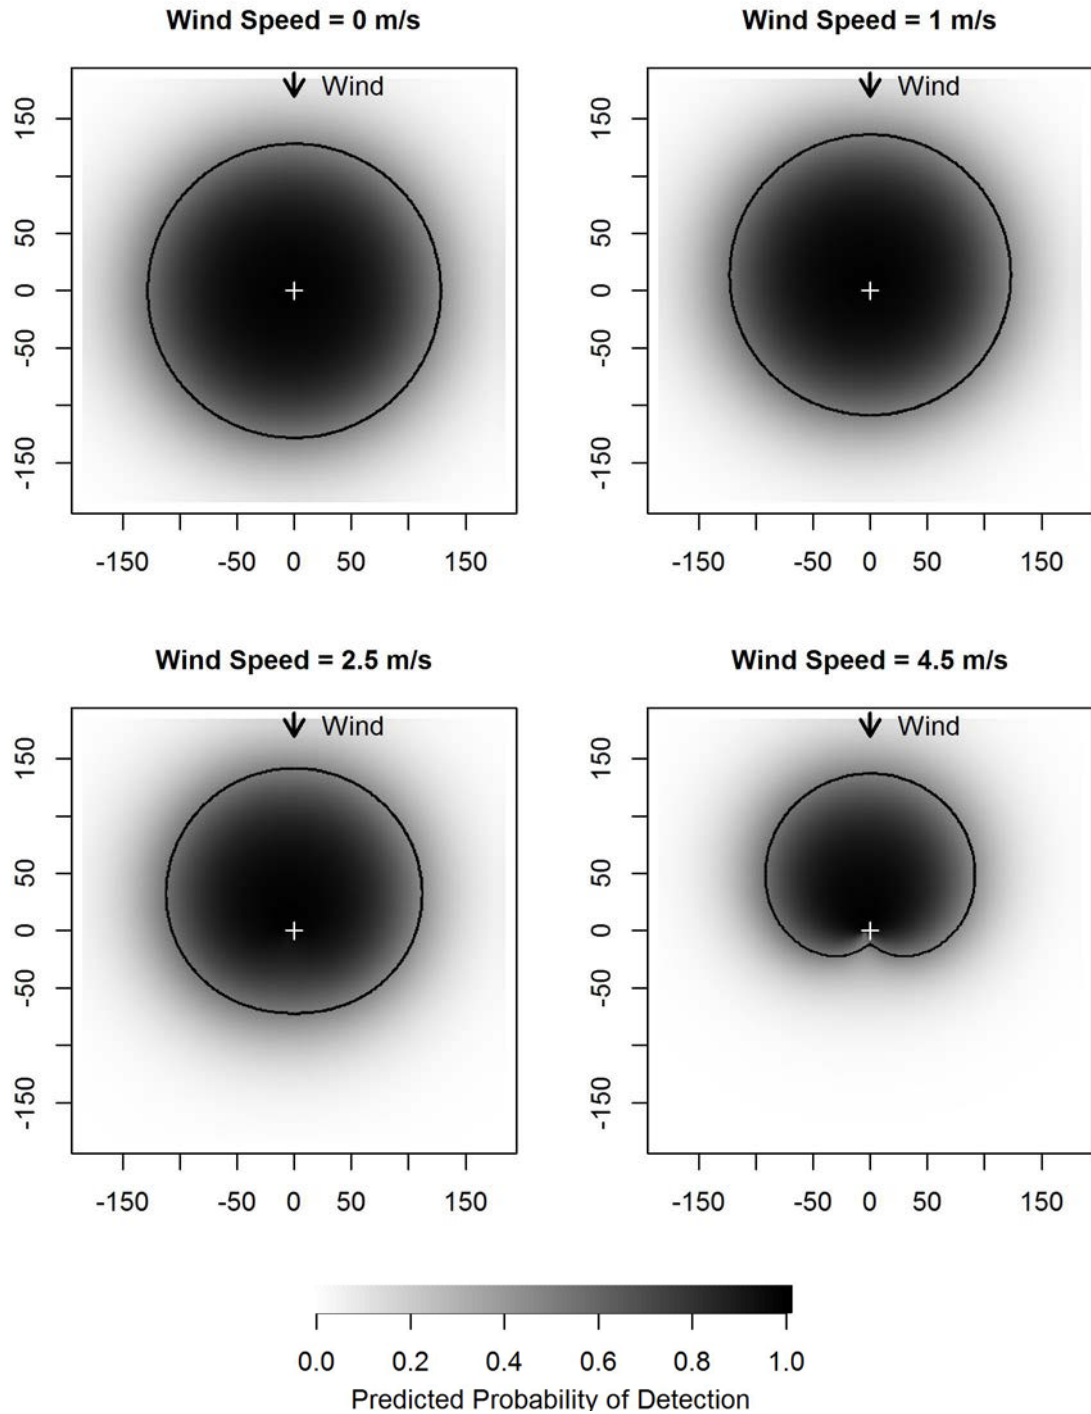 Wind Speed = 0 m/s
Wind
150
50
0
-50
-150
-150 -50 0 50 150
Wind Speed = 1 m/s
Wind
150
50
0
-50
-150
-150 -50 0 50 150
Wind Speed = 2.5 m/s
Wind
150
50
0
-50
-150
-150 -50 0 50 150
Wind Speed = 4.5 m/s
Wind
150
50
0
-50
-150
-150 -50 0 50 150
0.0 0.2 0.4 0.6 0.8 1.0
Predicted Probability of Detection